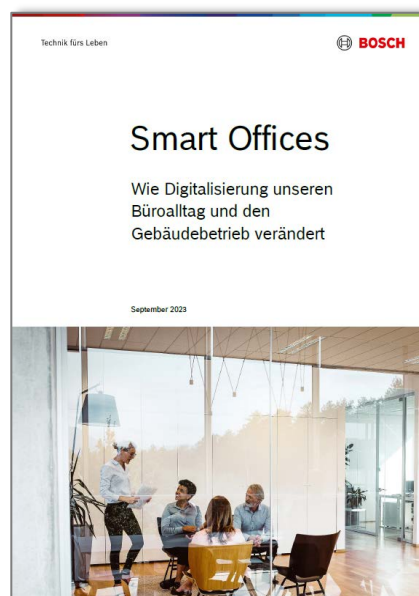 Technik fürs Leben
BOSCH
Smart Offices
Wie Digitalisierung unseren
Büroalltag und den
Gebäudebetrieb verändert
September 2023